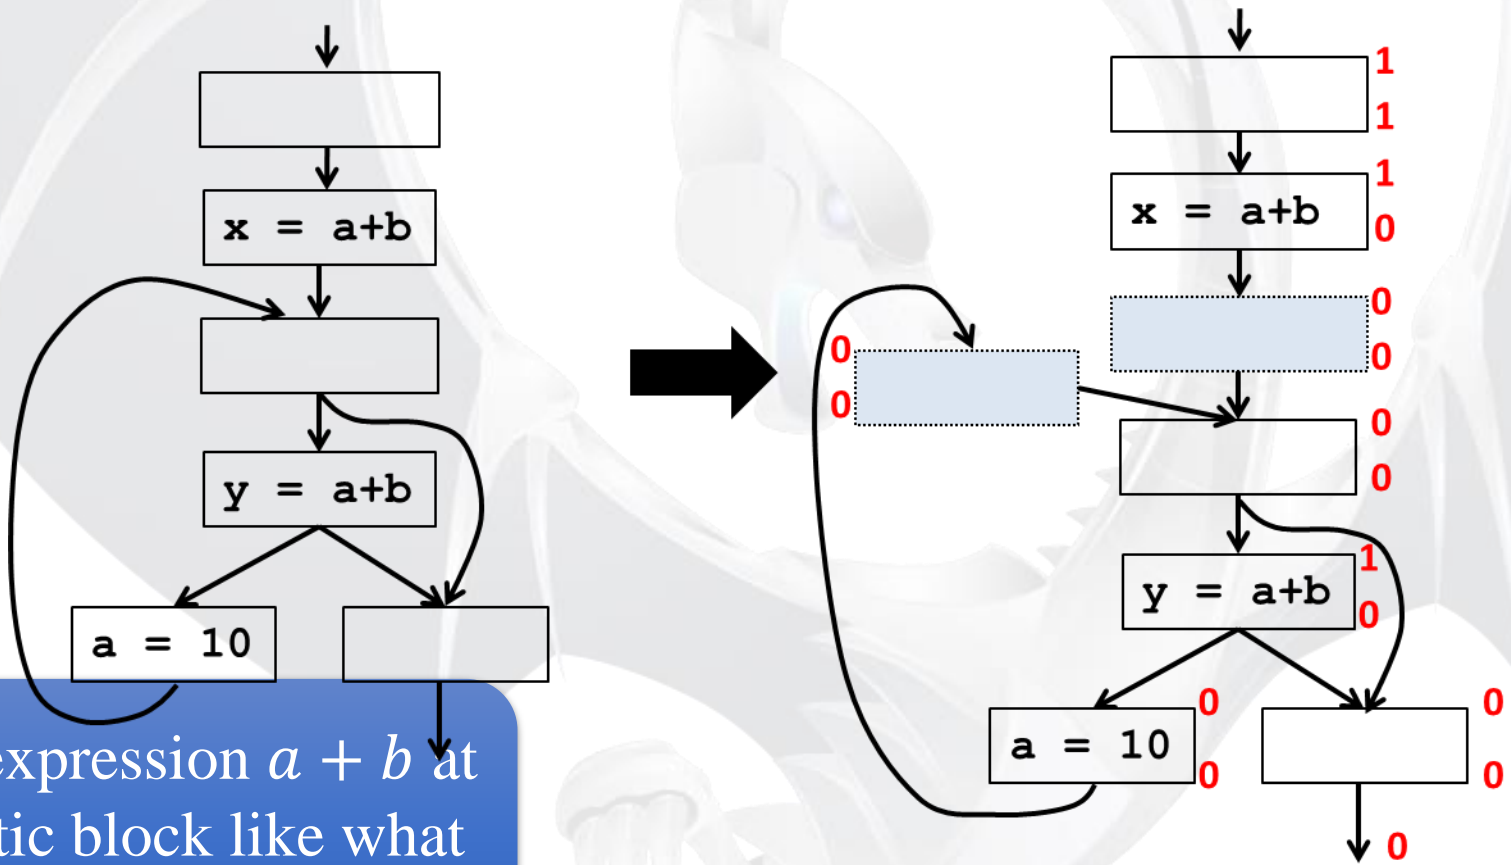 x = a+b
y = a+b
a = 10
expression a + b at
tic block like what
1
1
x = a+b
1
0
0
0
0
0
0
0
y = a+b
1
0
a = 10
0
0
0
0
0